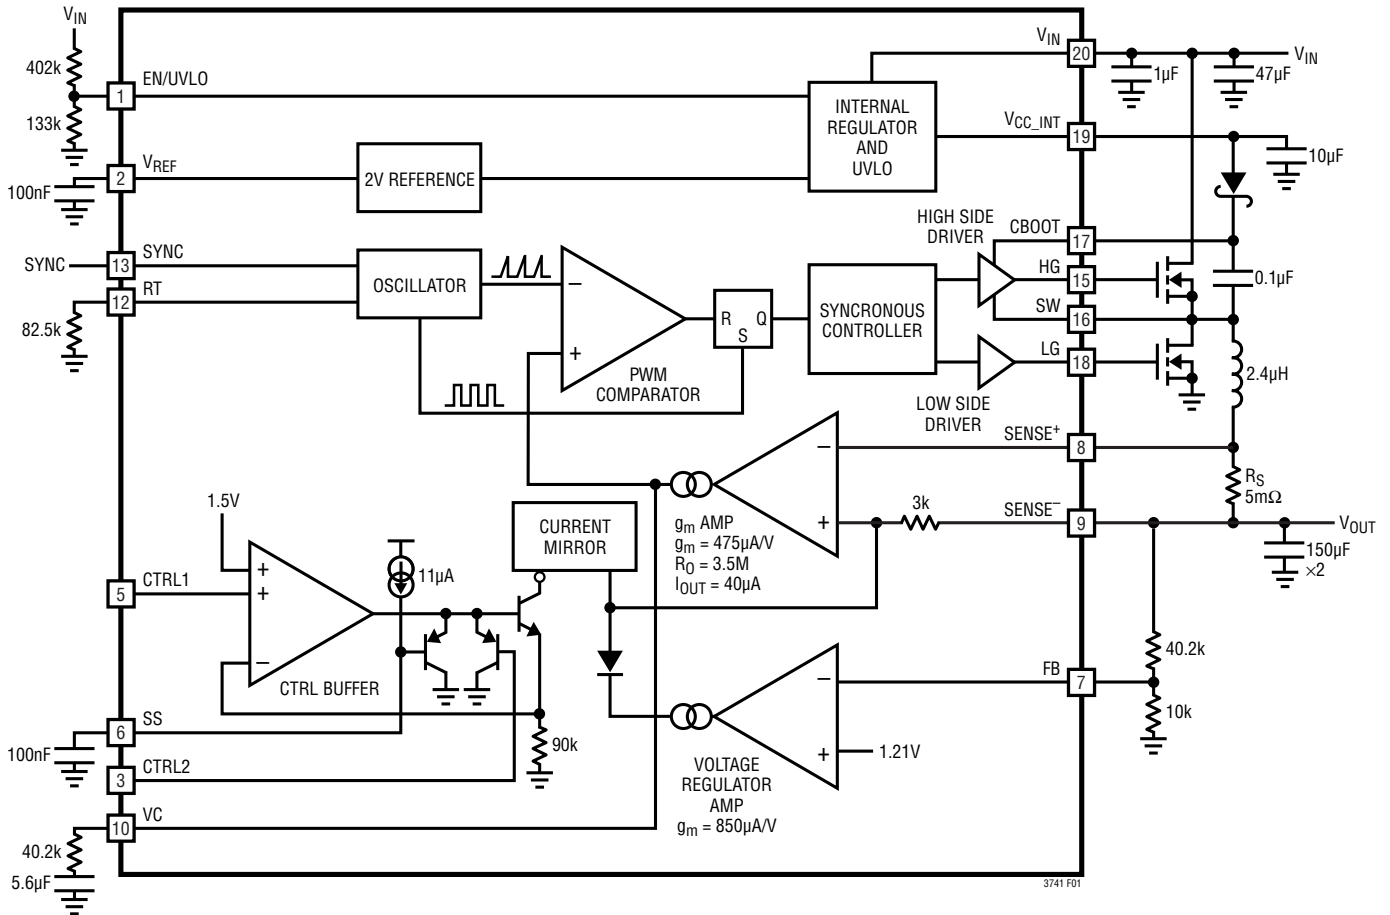 VIN
402k
133k
1
EN/UVLO
2
VREF
100nF
2V REFERENCE
INTERNAL
REGULATOR
AND
UVLO
VIN
20
VIN
1µF
47µF
VCC_INT
19
10µF
SYNC
13
SYNC
12
RT
82.5k
OSCILLATOR
PWM
COMPARATOR
−
+
R
Q
S
SYNCRONOUS
CONTROLLER
HIGH SIDE
DRIVER
LOW SIDE
DRIVER
CBOOT
17
HG
15
SW
16
LG
18
0.1µF
2.4µH
SENSE+
8
RS
5mΩ
SENSE−
9
VOUT
150µF
×2
3k
−
+
gm AMP
gm = 475µA/V
RO = 3.5M
IOUT = 40µA
CURRENT
MIRROR
1.5V
11µA
5
CTRL1
+
+
−
CTRL BUFFER
6
SS
100nF
3
CTRL2
90k
10
VC
40.2k
5.6µF
−
+
1.21V
VOLTAGE
REGULATOR
AMP
gm = 850µA/V
FB
7
40.2k
10k
3741 F01